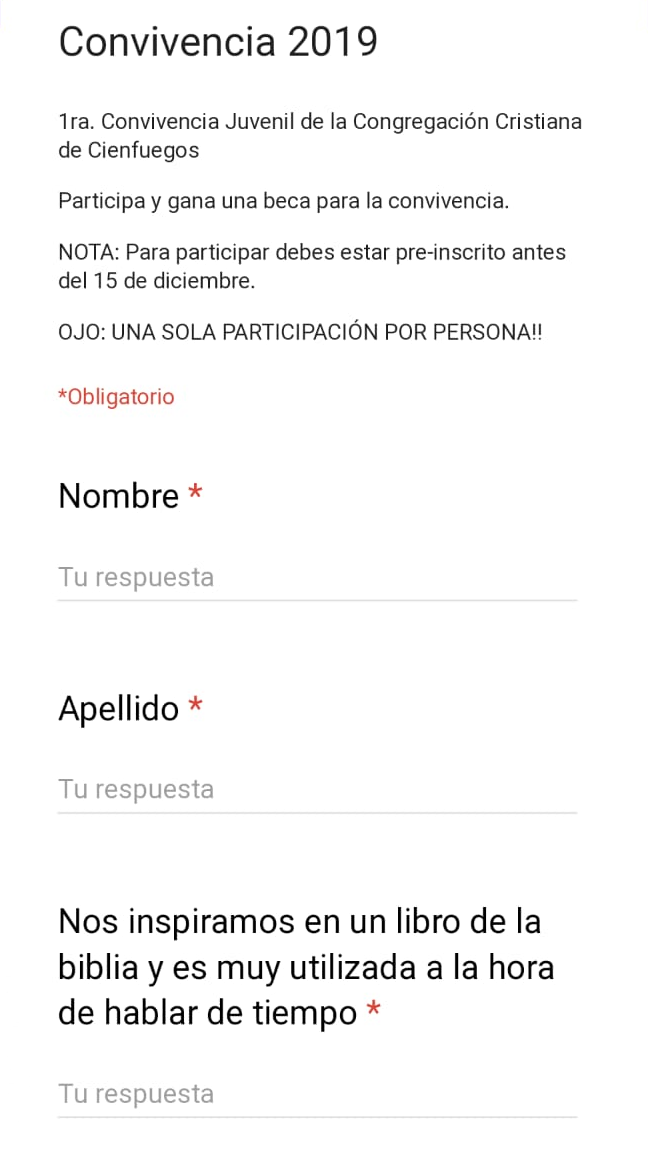 Convivencia 2019
1ra. Convivencia Juvenil de la Congregación Cristiana
de Cienfuegos
Participa y gana una beca para la convivencia.
NOTA: Para participar debes estar pre-inscrito antes
del 15 de diciembre.
OJO: UNA SOLA PARTICIPACIÓN POR PERSONA!!
*Obligatorio
Nombre *
Tu respuesta
Apellido *
Tu respuesta
Nos inspiramos en un libro de la
biblia y es muy utilizada a la hora
de hablar de tiempo *
Tu respuesta